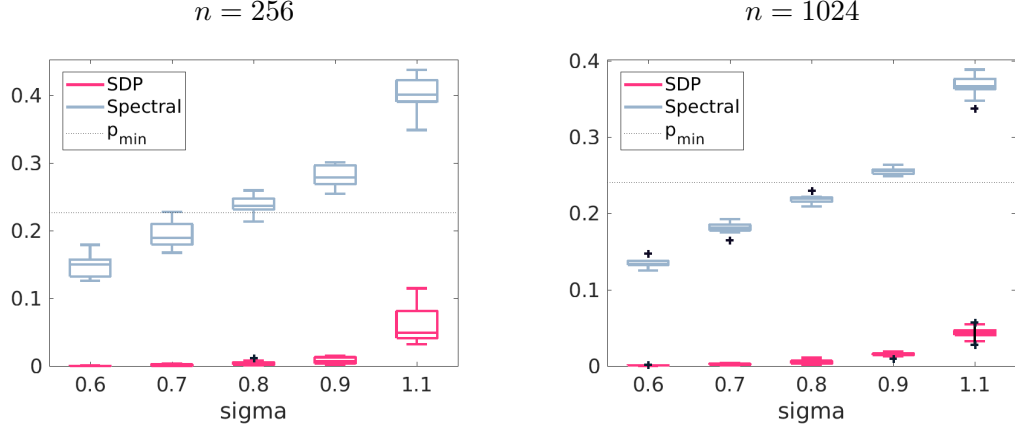 n = 256
SDP
Spectral
p_min
0.4
0.3
0.2
0.1
0
0.6 0.7 0.8 0.9 1.1
sigma
n = 1024
SDP
Spectral
p_min
0.4
0.3
0.2
0.1
0
0.6 0.7 0.8 0.9 1.1
sigma